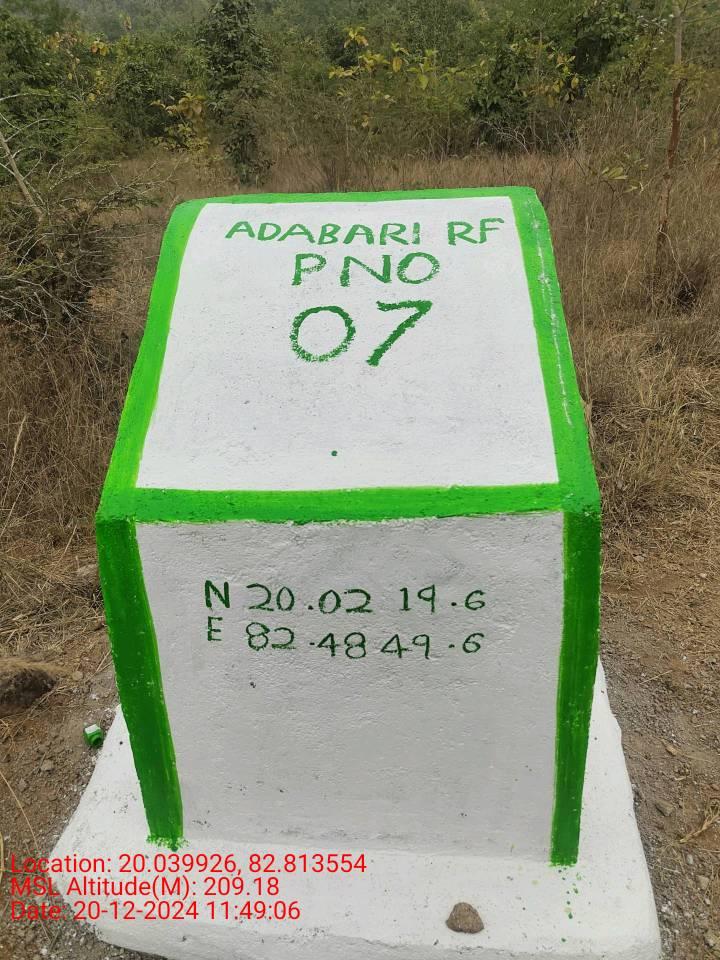 ADABARI RF
PNO
07
N 20.02 19.6
E 82.48 49.6
Location: 20.039926, 82.813554
MSL Altitude(M): 209.18
Date: 20-12-2024 11:49:06